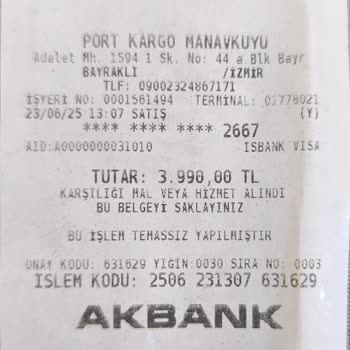 PORT KARGO MANAVKUYU
Adalet Mh. 1594 1 Sk. No: 44 a.Blk Bayr
BAYRAKLI /İZMİR
TLF: 09002324867171
İŞYERİ NO: 0001561494 TERMİNAL: 01778021
23/06/25 13:07 SATIŞ (Y)
**** **** **** 2667
AID:A0000000031010 ISBANK VISA
TUTAR: 3.990,00 TL
KARŞILIĞI MAL VEYA HİZMET ALINDI
BU BELGEYİ SAKLAYINIZ
BU İŞLEM TEMASSIZ YAPILMIŞTIR
ONAY KODU: 631629 YIGIN:0030 SIRA NO: 0003
ISLEM KODU: 2506 231307 631629
AKBANK